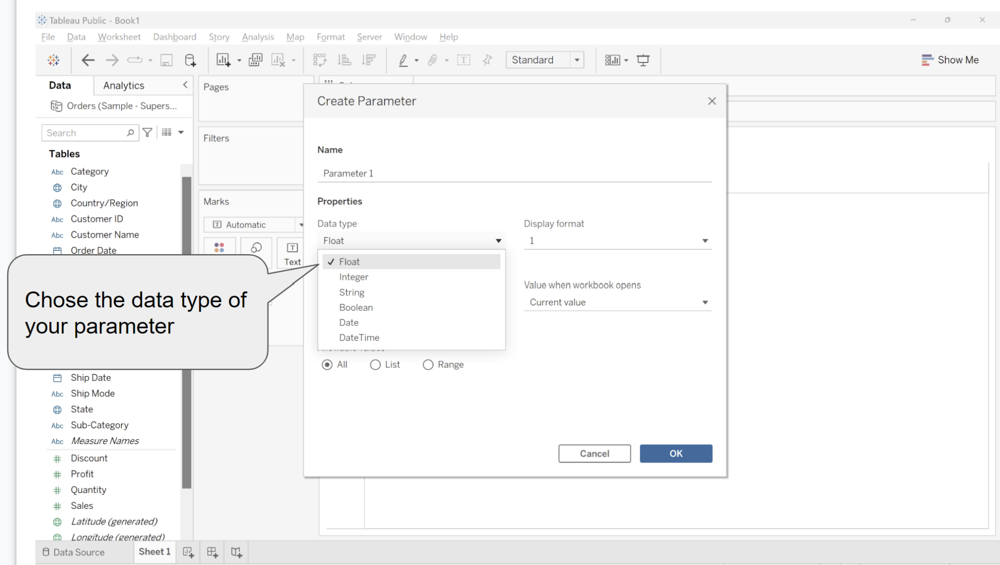 Tableau Public - Book1
File Data Worksheet Dashboard Story Analysis Map Format Server Window Help
Standard
Show Me
Data Analytics
Orders (Sample - Supers...
Search
Tables
Abc Category
City
Country/Region
Abc Customer ID
Abc Customer Name
Order Date
Chose the data type of
your parameter
Ship Date
Abc Ship Mode
State
Abc Sub-Category
Abc Measure Names
Discount
Profit
Quantity
Sales
Latitude (generated)
Longitude (generated)
Pages
Filters
Marks
Automatic
Text
Create Parameter
Name
Parameter 1
Properties
Data type
Float
Float
Integer
String
Boolean
Date
DateTime
Display format
1
Value when workbook opens
Current value
All List Range
Cancel OK
Data Source Sheet 1